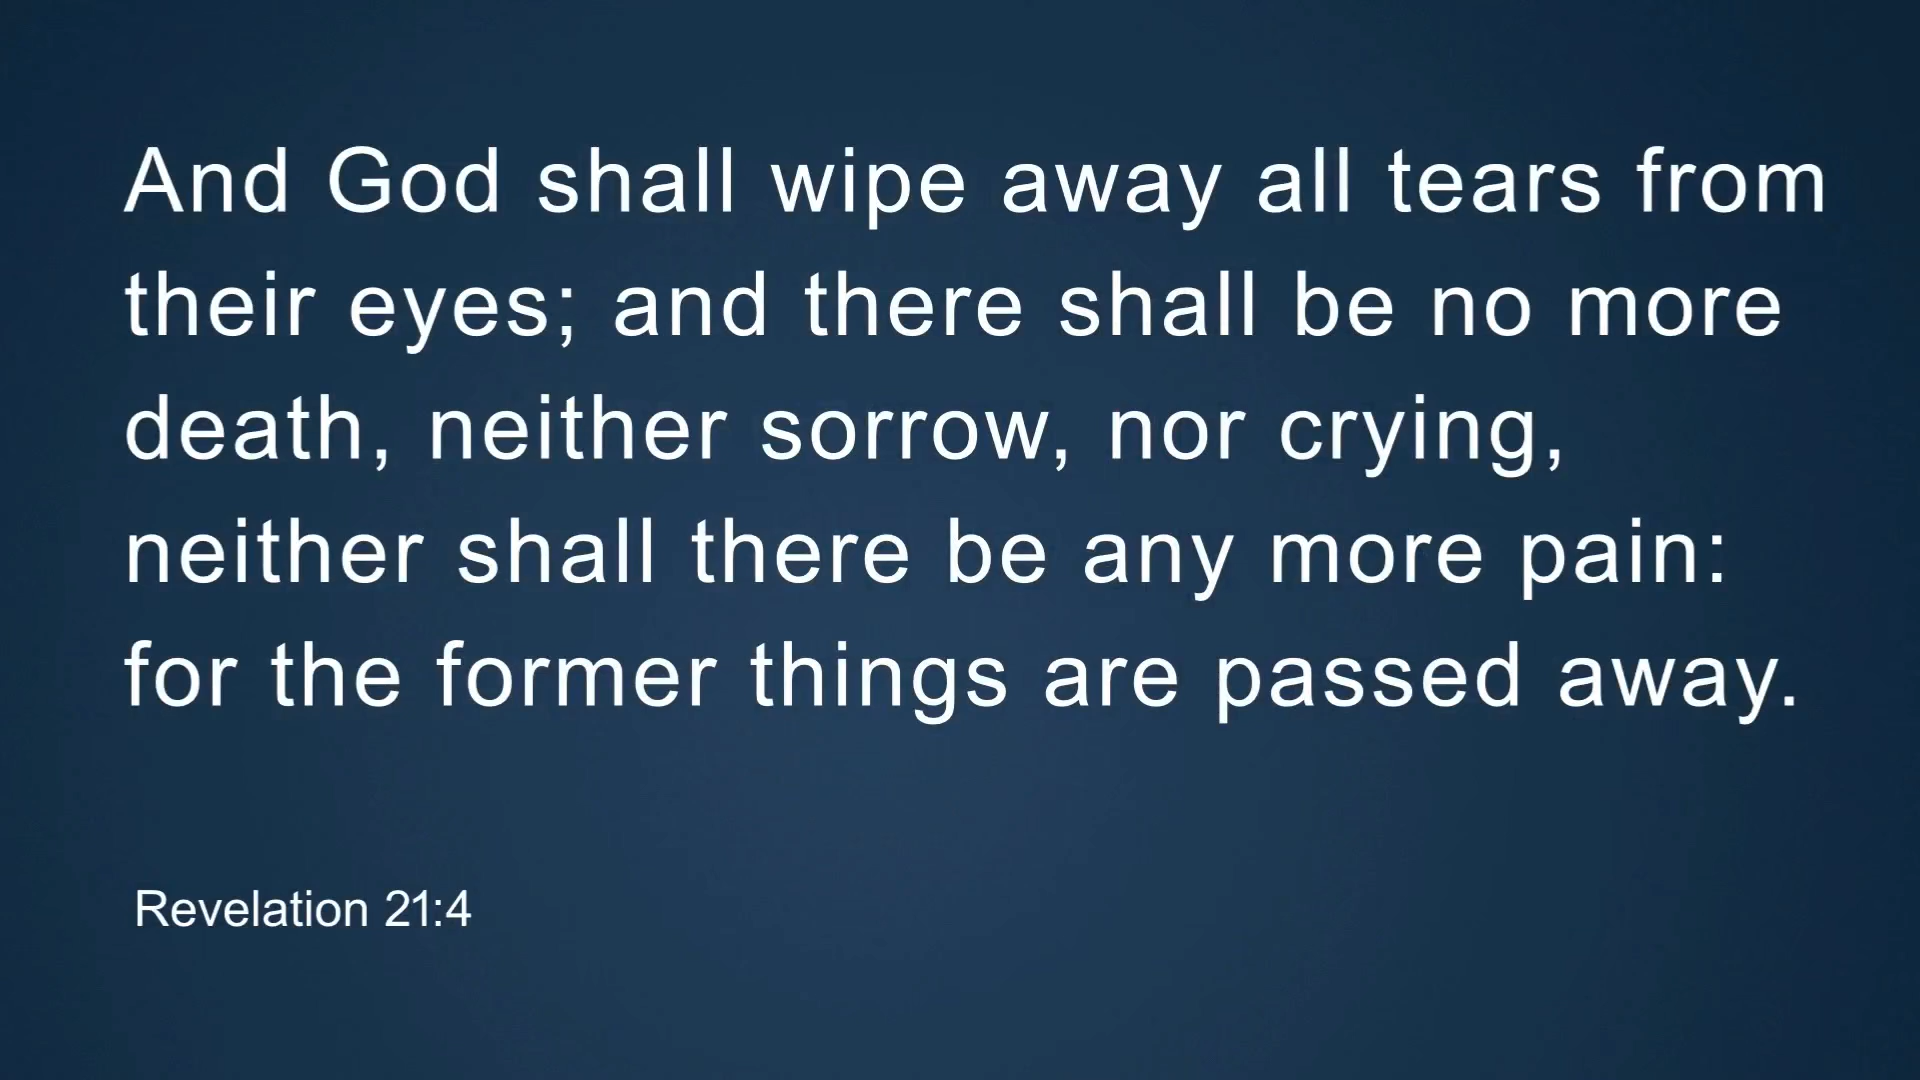 And God shall wipe away all tears from
their eyes; and there shall be no more
death, neither sorrow, nor crying,
neither shall there be any more pain:
for the former things are passed away.
Revelation 21:4